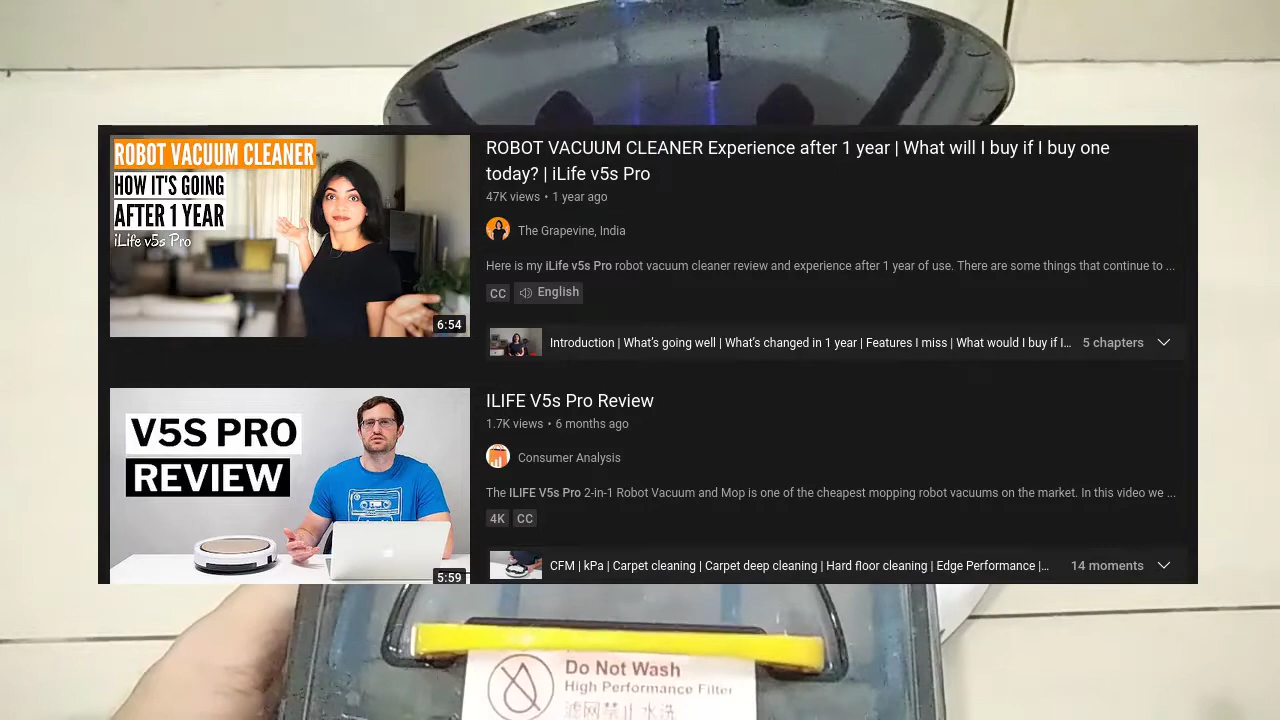 ROBOT VACUUM CLEANER
HOW IT'S GOING
AFTER 1 YEAR
iLife v5s Pro
6:54
ROBOT VACUUM CLEANER Experience after 1 year | What will I buy if I buy one
today? | iLife v5s Pro
47K views • 1 year ago
The Grapevine, India
Here is my iLife v5s Pro robot vacuum cleaner review and experience after 1 year of use. There are some things that continue to ...
CC English
Introduction | What's going well | What's changed in 1 year | Features I miss | What would I buy if I... 5 chapters
V5S PRO
REVIEW
5:59
ILIFE V5s Pro Review
1.7K views • 6 months ago
Consumer Analysis
The ILIFE V5s Pro 2-in-1 Robot Vacuum and Mop is one of the cheapest mopping robot vacuums on the market. In this video we ...
4K CC
CFM | kPa | Carpet cleaning | Carpet deep cleaning | Hard floor cleaning | Edge Performance |... 14 moments
Do Not Wash
High Performance Filter
滤网禁止水洗